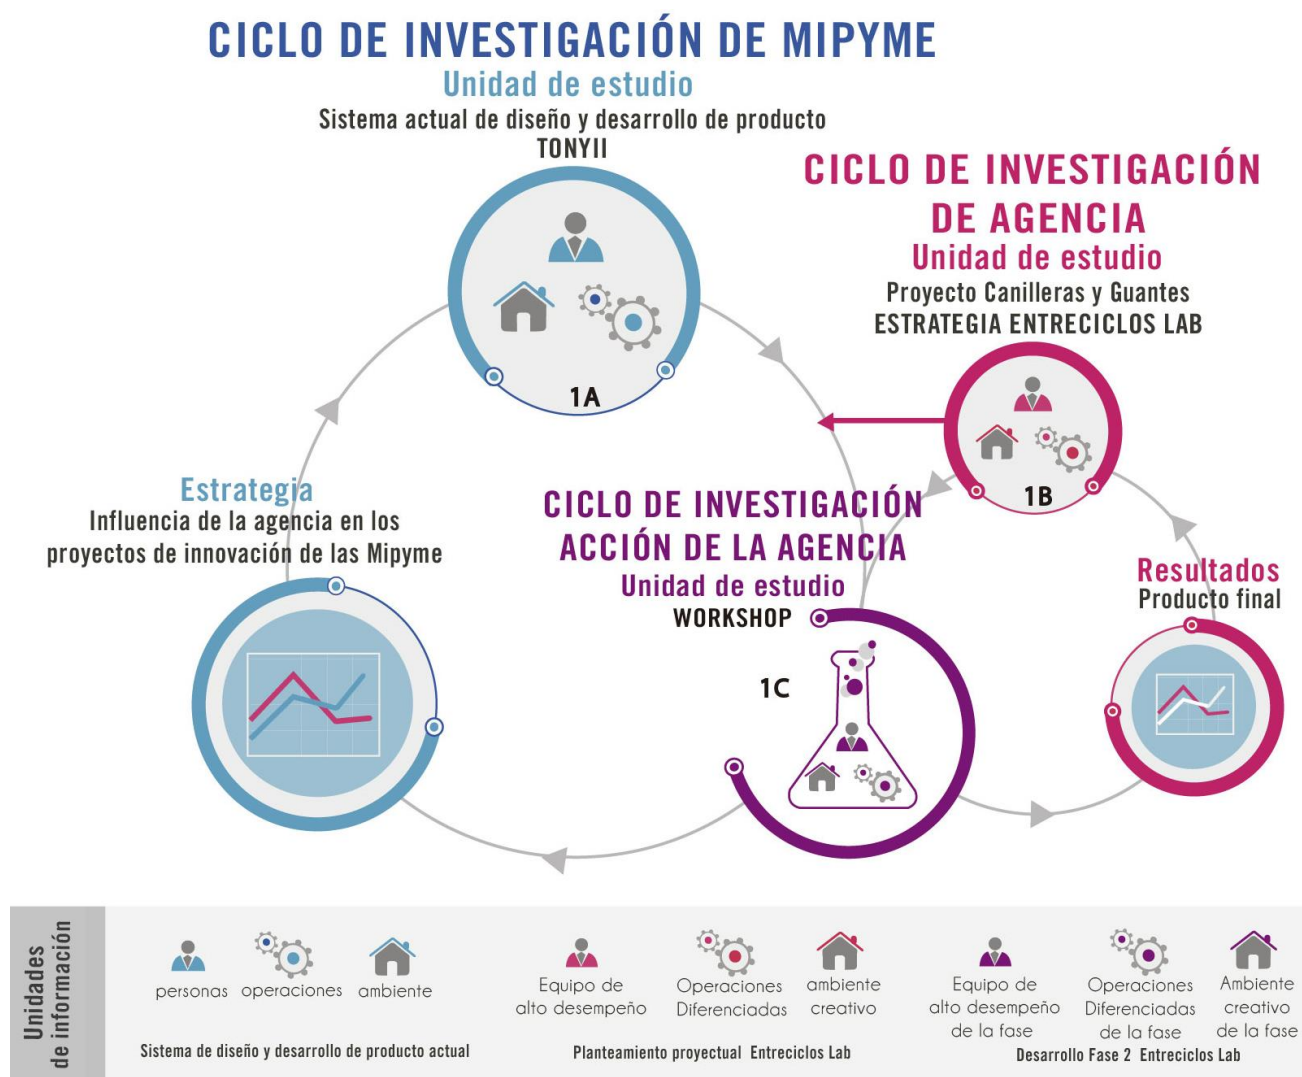 CICLO DE INVESTIGACIÓN DE MIPYME
Unidad de estudio
Sistema actual de diseño y desarrollo de producto
TONYII
1A
CICLO DE INVESTIGACIÓN
DE AGENCIA
Unidad de estudio
Proyecto Canilleras y Guantes
ESTRATEGIA ENTRECICLOS LAB
1B
Estrategia
Influencia de la agencia en los
proyectos de innovación de las Mipyme
CICLO DE INVESTIGACIÓN
ACCIÓN DE LA AGENCIA
Unidad de estudio
WORKSHOP
1C
Resultados
Producto final
Unidades
de información
personas
operaciones
ambiente
Sistema de diseño y desarrollo de producto actual
Equipo de
alto desempeño
Operaciones
Diferenciadas
ambiente
creativo
Planteamiento proyectual Entreciclos Lab
Equipo de
alto desempeño
de la fase
Operaciones
Diferenciadas
de la fase
Ambiente
creativo
de la fase
Desarrollo Fase 2 Entreciclos Lab